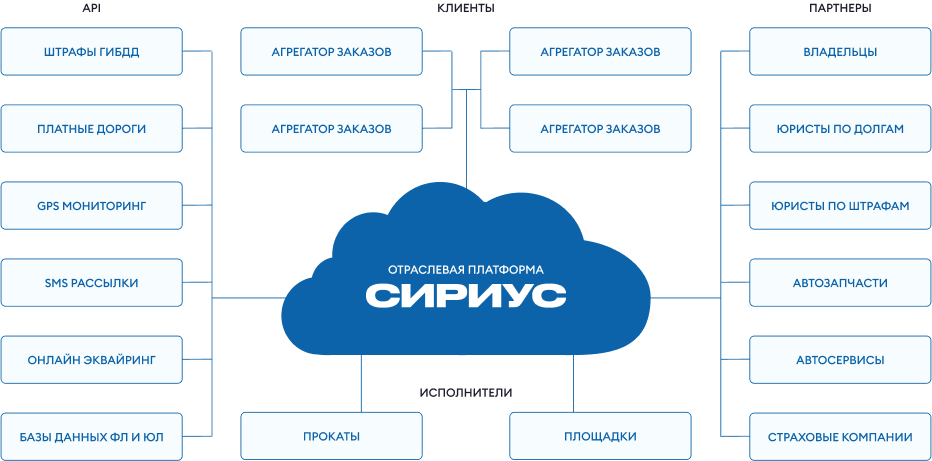 API
ШТРАФЫ ГИБДД
ПЛАТНЫЕ ДОРОГИ
GPS МОНИТОРИНГ
SMS РАССЫЛКИ
ОНЛАЙН ЭКВАЙРИНГ
БАЗЫ ДАННЫХ ФЛ И ЮЛ
КЛИЕНТЫ
АГРЕГАТОР ЗАКАЗОВ
АГРЕГАТОР ЗАКАЗОВ
АГРЕГАТОР ЗАКАЗОВ
АГРЕГАТОР ЗАКАЗОВ
ОТРАСЛЕВАЯ ПЛАТФОРМА
СИРИУС
ИСПОЛНИТЕЛИ
ПРОКАТЫ
ПЛОЩАДКИ
ПАРТНЕРЫ
ВЛАДЕЛЬЦЫ
ЮРИСТЫ ПО ДОЛГАМ
ЮРИСТЫ ПО ШТРАФАМ
АВТОЗАПЧАСТИ
АВТОСЕРВИСЫ
СТРАХОВЫЕ КОМПАНИИ